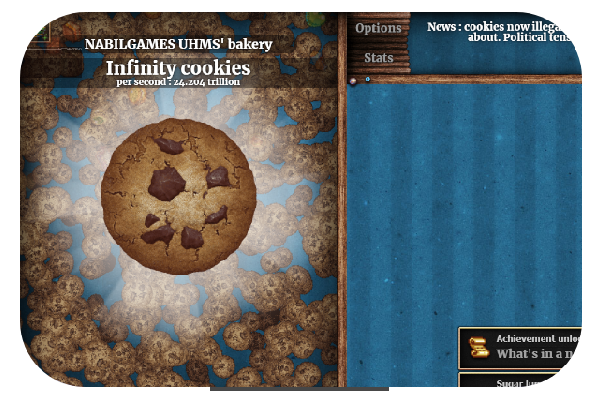 NABILGAMES UHMS' bakery
Infinity cookies
per second : 24.204 trillion
Options
Stats
News : cookies now illega
about. Political tens
Achievement unlo
What's in a n
Sugar lum